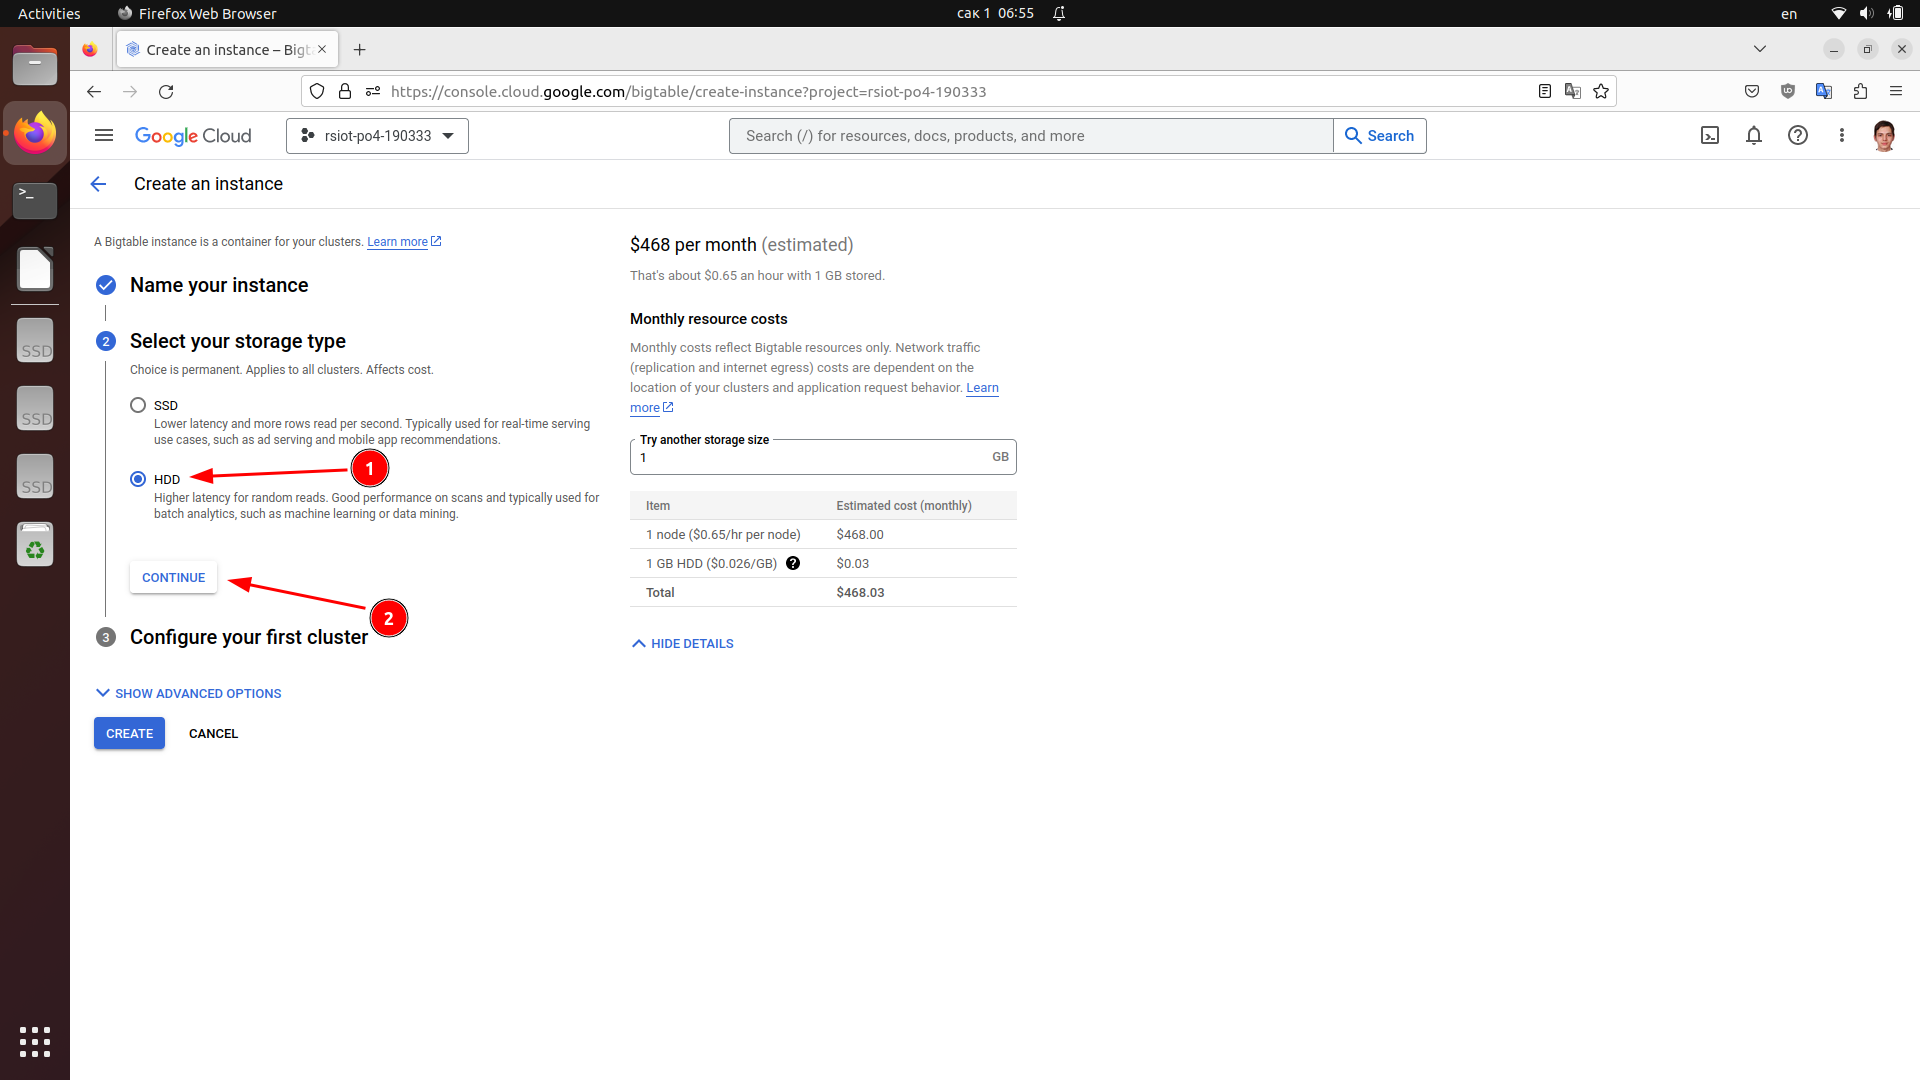 Activities
Firefox Web Browser
сак 1 06:55
en
Create an instance – Bigt
https://console.cloud.google.com/bigtable/create-instance?project=rsiot-po4-190333
Google Cloud
rsiot-po4-190333
Search (/) for resources, docs, products, and more
Search
Create an instance
A Bigtable instance is a container for your clusters. Learn more
Name your instance
2 Select your storage type
Choice is permanent. Applies to all clusters. Affects cost.
SSD
Lower latency and more rows read per second. Typically used for real-time serving
use cases, such as ad serving and mobile app recommendations.
1
HDD
Higher latency for random reads. Good performance on scans and typically used for
batch analytics, such as machine learning or data mining.
CONTINUE
2
3 Configure your first cluster
SHOW ADVANCED OPTIONS
CREATE
CANCEL
$468 per month (estimated)
That's about $0.65 an hour with 1 GB stored.
Monthly resource costs
Monthly costs reflect Bigtable resources only. Network traffic
(replication and internet egress) costs are dependent on the
location of your clusters and application request behavior. Learn
more
Try another storage size
1 GB
Item Estimated cost (monthly)
1 node ($0.65/hr per node) $468.00
1 GB HDD ($0.026/GB) $0.03
Total $468.03
HIDE DETAILS
SSD
SSD
SSD